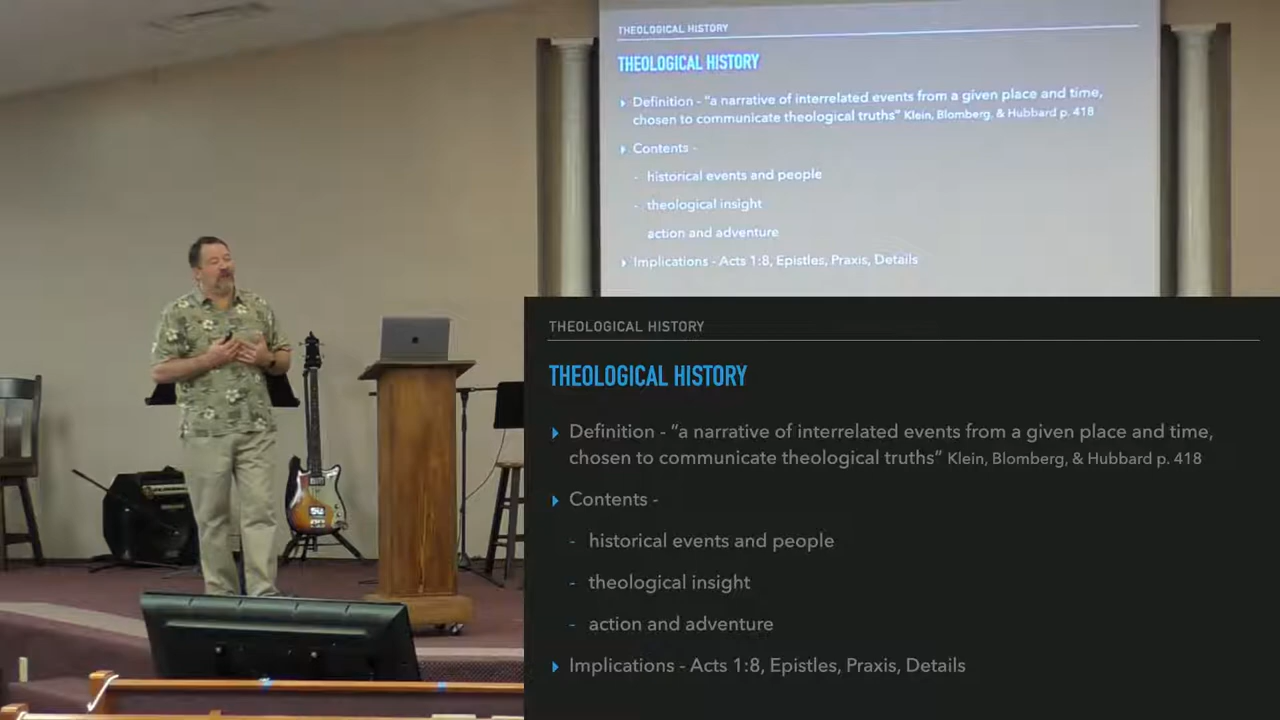 THEOLOGICAL HISTORY
THEOLOGICAL HISTORY
Definition - "a narrative of interrelated events from a given place and time,
chosen to communicate theological truths" Klein, Blomberg, & Hubbard p. 418
Contents -
- historical events and people
- theological insight
action and adventure
Implications - Acts 1:8, Epistles, Praxis, Details
THEOLOGICAL HISTORY
THEOLOGICAL HISTORY
Definition - "a narrative of interrelated events from a given place and time,
chosen to communicate theological truths" Klein, Blomberg, & Hubbard p. 418
Contents -
- historical events and people
- theological insight
- action and adventure
Implications - Acts 1:8, Epistles, Praxis, Details